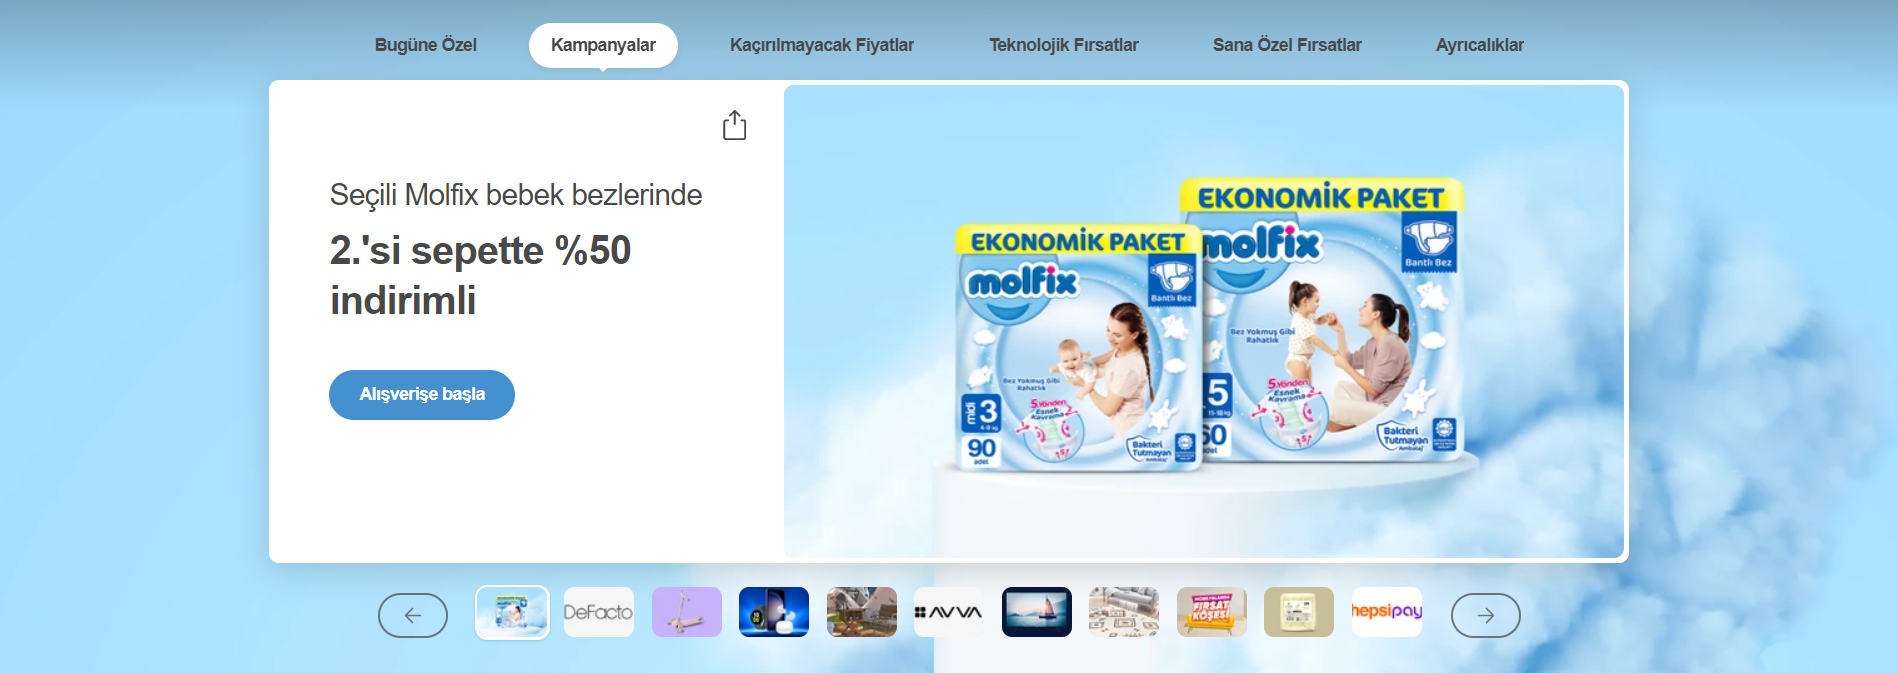 Bugüne Özel
Kampanyalar
Kaçırılmayacak Fiyatlar
Teknolojik Fırsatlar
Sana Özel Fırsatlar
Ayrıcalıklar
Seçili Molfix bebek bezlerinde
2.'si sepette %50
indirimli
Alışverişe başla
EKONOMİK PAKET
molfix
Bantlı Bez
Bez Yokmuş Gibi
Rahatlık
5.Yönden
Esnek
Kavrama
midi 3
4-9 kg
90
adet
Bakteri
Tutmayan
Ambalaj
EKONOMİK PAKET
molfix
Bantlı Bez
Bez Yokmuş Gibi
Rahatlık
5.Yönden
Esnek
Kavrama
5
11-18 kg
60
adet
Bakteri
Tutmayan
Ambalaj
DeFacto
AVVA
FIRSAT
KÖŞESİ
hepsipay